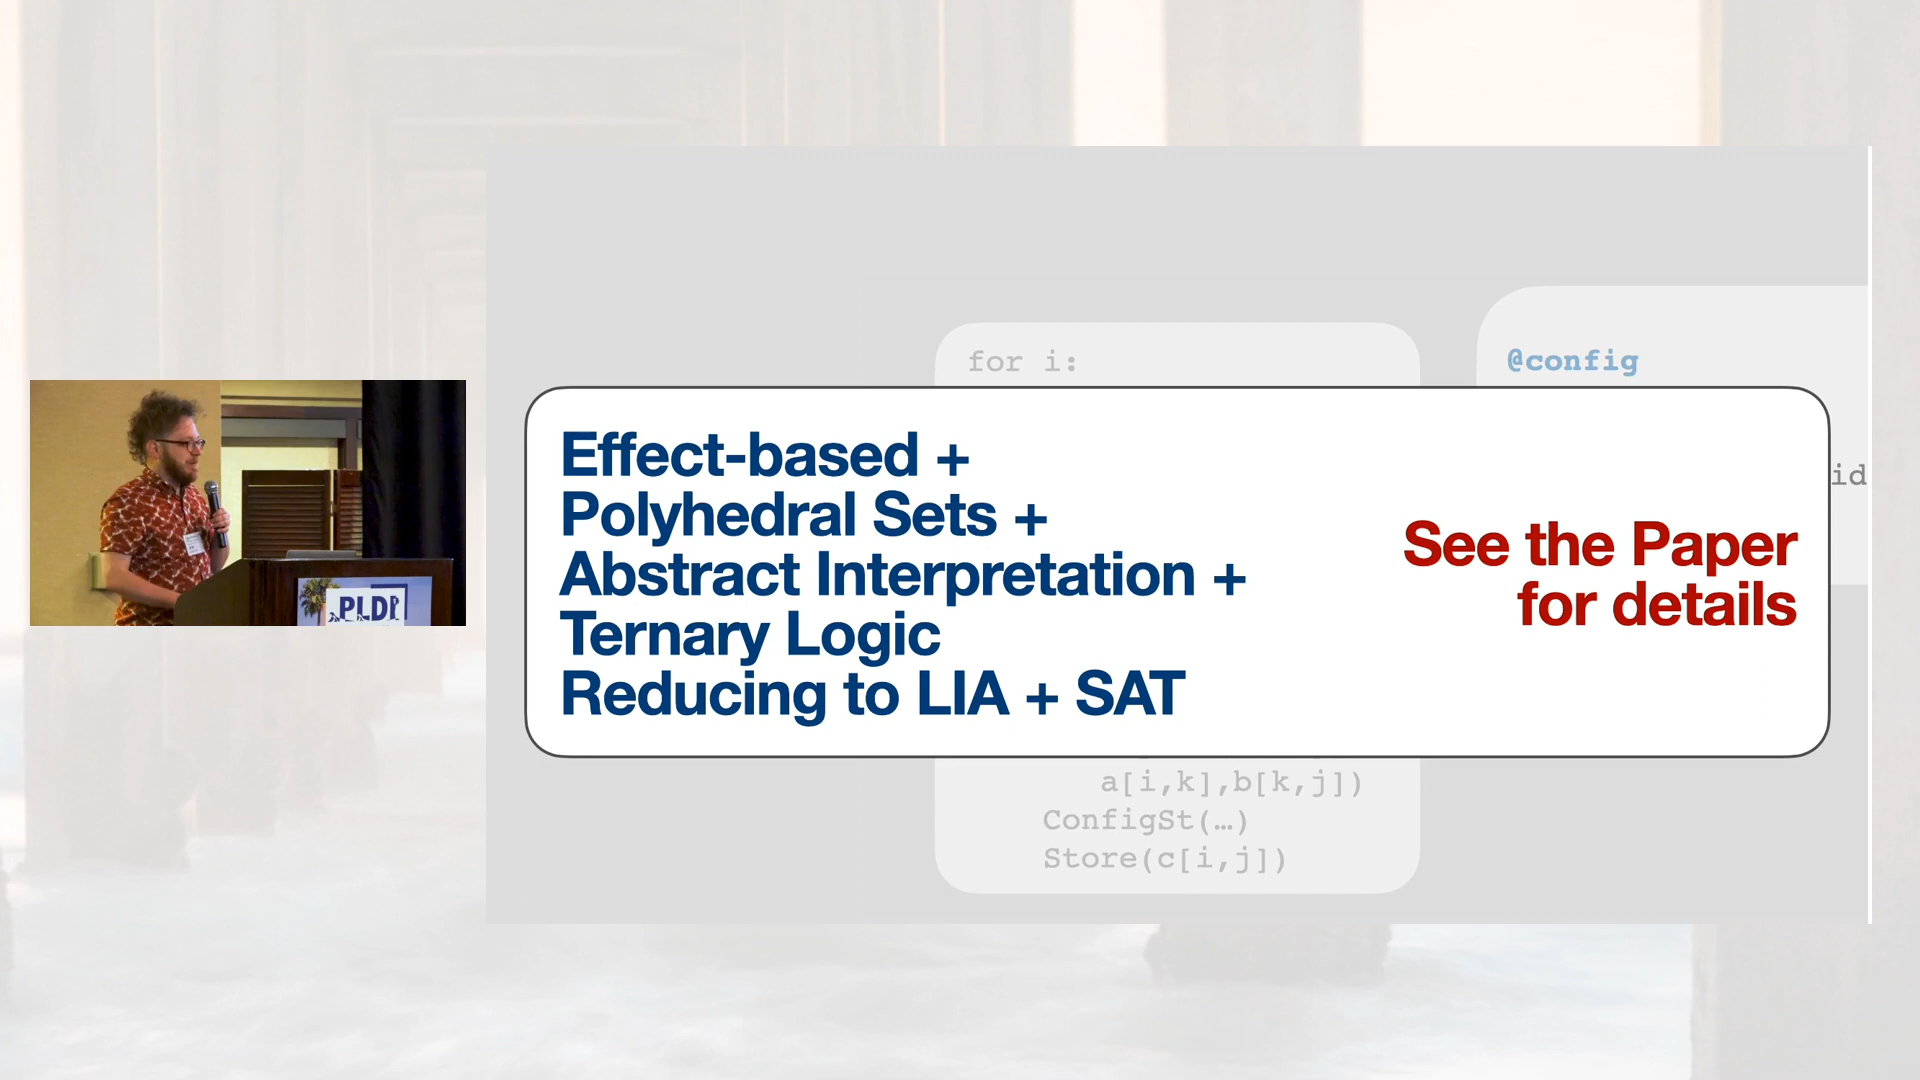 for i:
@config
id
Effect-based +
Polyhedral Sets +
Abstract Interpretation +
Ternary Logic
Reducing to LIA + SAT
See the Paper
for details
a[i,k],b[k,j])
ConfigSt(…)
Store(c[i,j])
PLDI